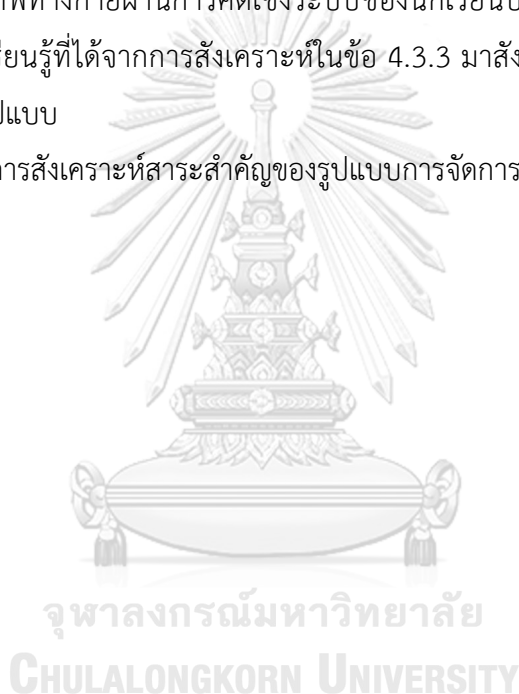 พทางกายผ่านการคิดเชิงระบบของนักเรียนป
รียนรู้ที่ได้จากการสังเคราะห์ในข้อ 4.3.3 มาสัง
ปแบบ
การสังเคราะห์สาระสำคัญของรูปแบบการจัดการ
จุฬาลงกรณ์มหาวิทยาลัย
CHULALONGKORN UNIVERSITY